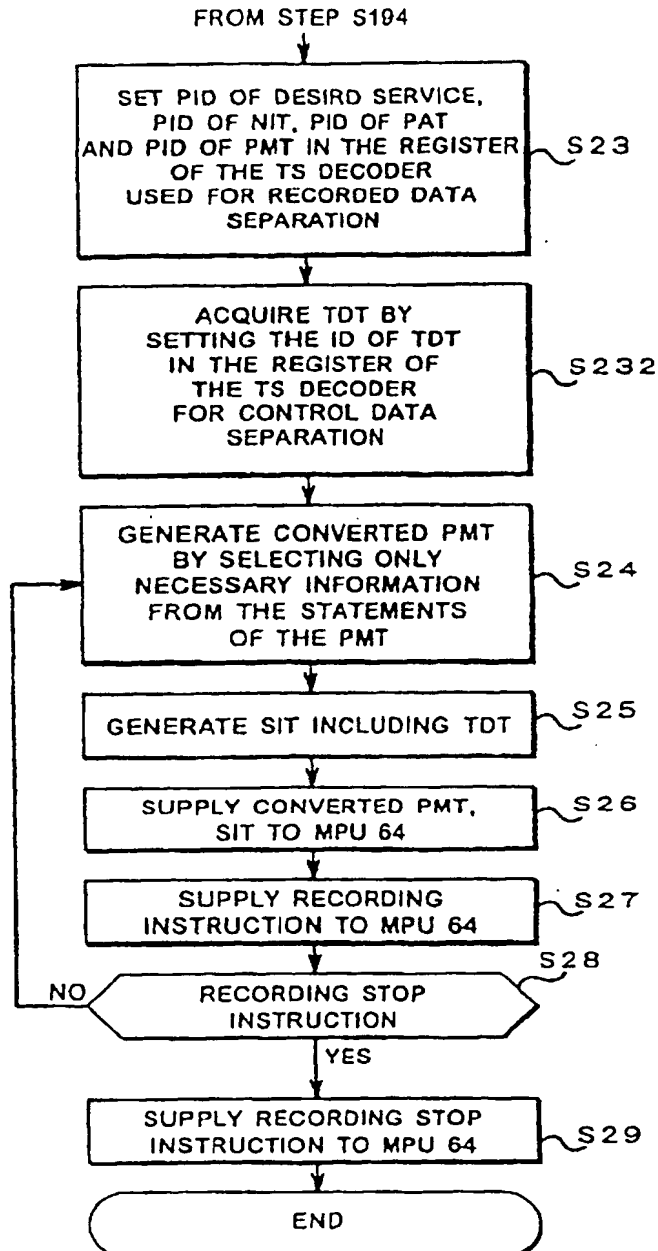 FROM STEP S194
SET PID OF DESIRD SERVICE,
PID OF NIT, PID OF PAT
AND PID OF PMT IN THE REGISTER
OF THE TS DECODER
USED FOR RECORDED DATA
SEPARATION
S23
ACQUIRE TDT BY
SETTING THE ID OF TDT
IN THE REGISTER OF
THE TS DECODER
FOR CONTROL DATA
SEPARATION
S232
GENERATE CONVERTED PMT
BY SELECTING ONLY
NECESSARY INFORMATION
FROM THE STATEMENTS
OF THE PMT
S24
GENERATE SIT INCLUDING TDT
S25
SUPPLY CONVERTED PMT,
SIT TO MPU 64
S26
SUPPLY RECORDING
INSTRUCTION TO MPU 64
S27
S28
NO
RECORDING STOP
INSTRUCTION
YES
SUPPLY RECORDING STOP
INSTRUCTION TO MPU 64
S29
END